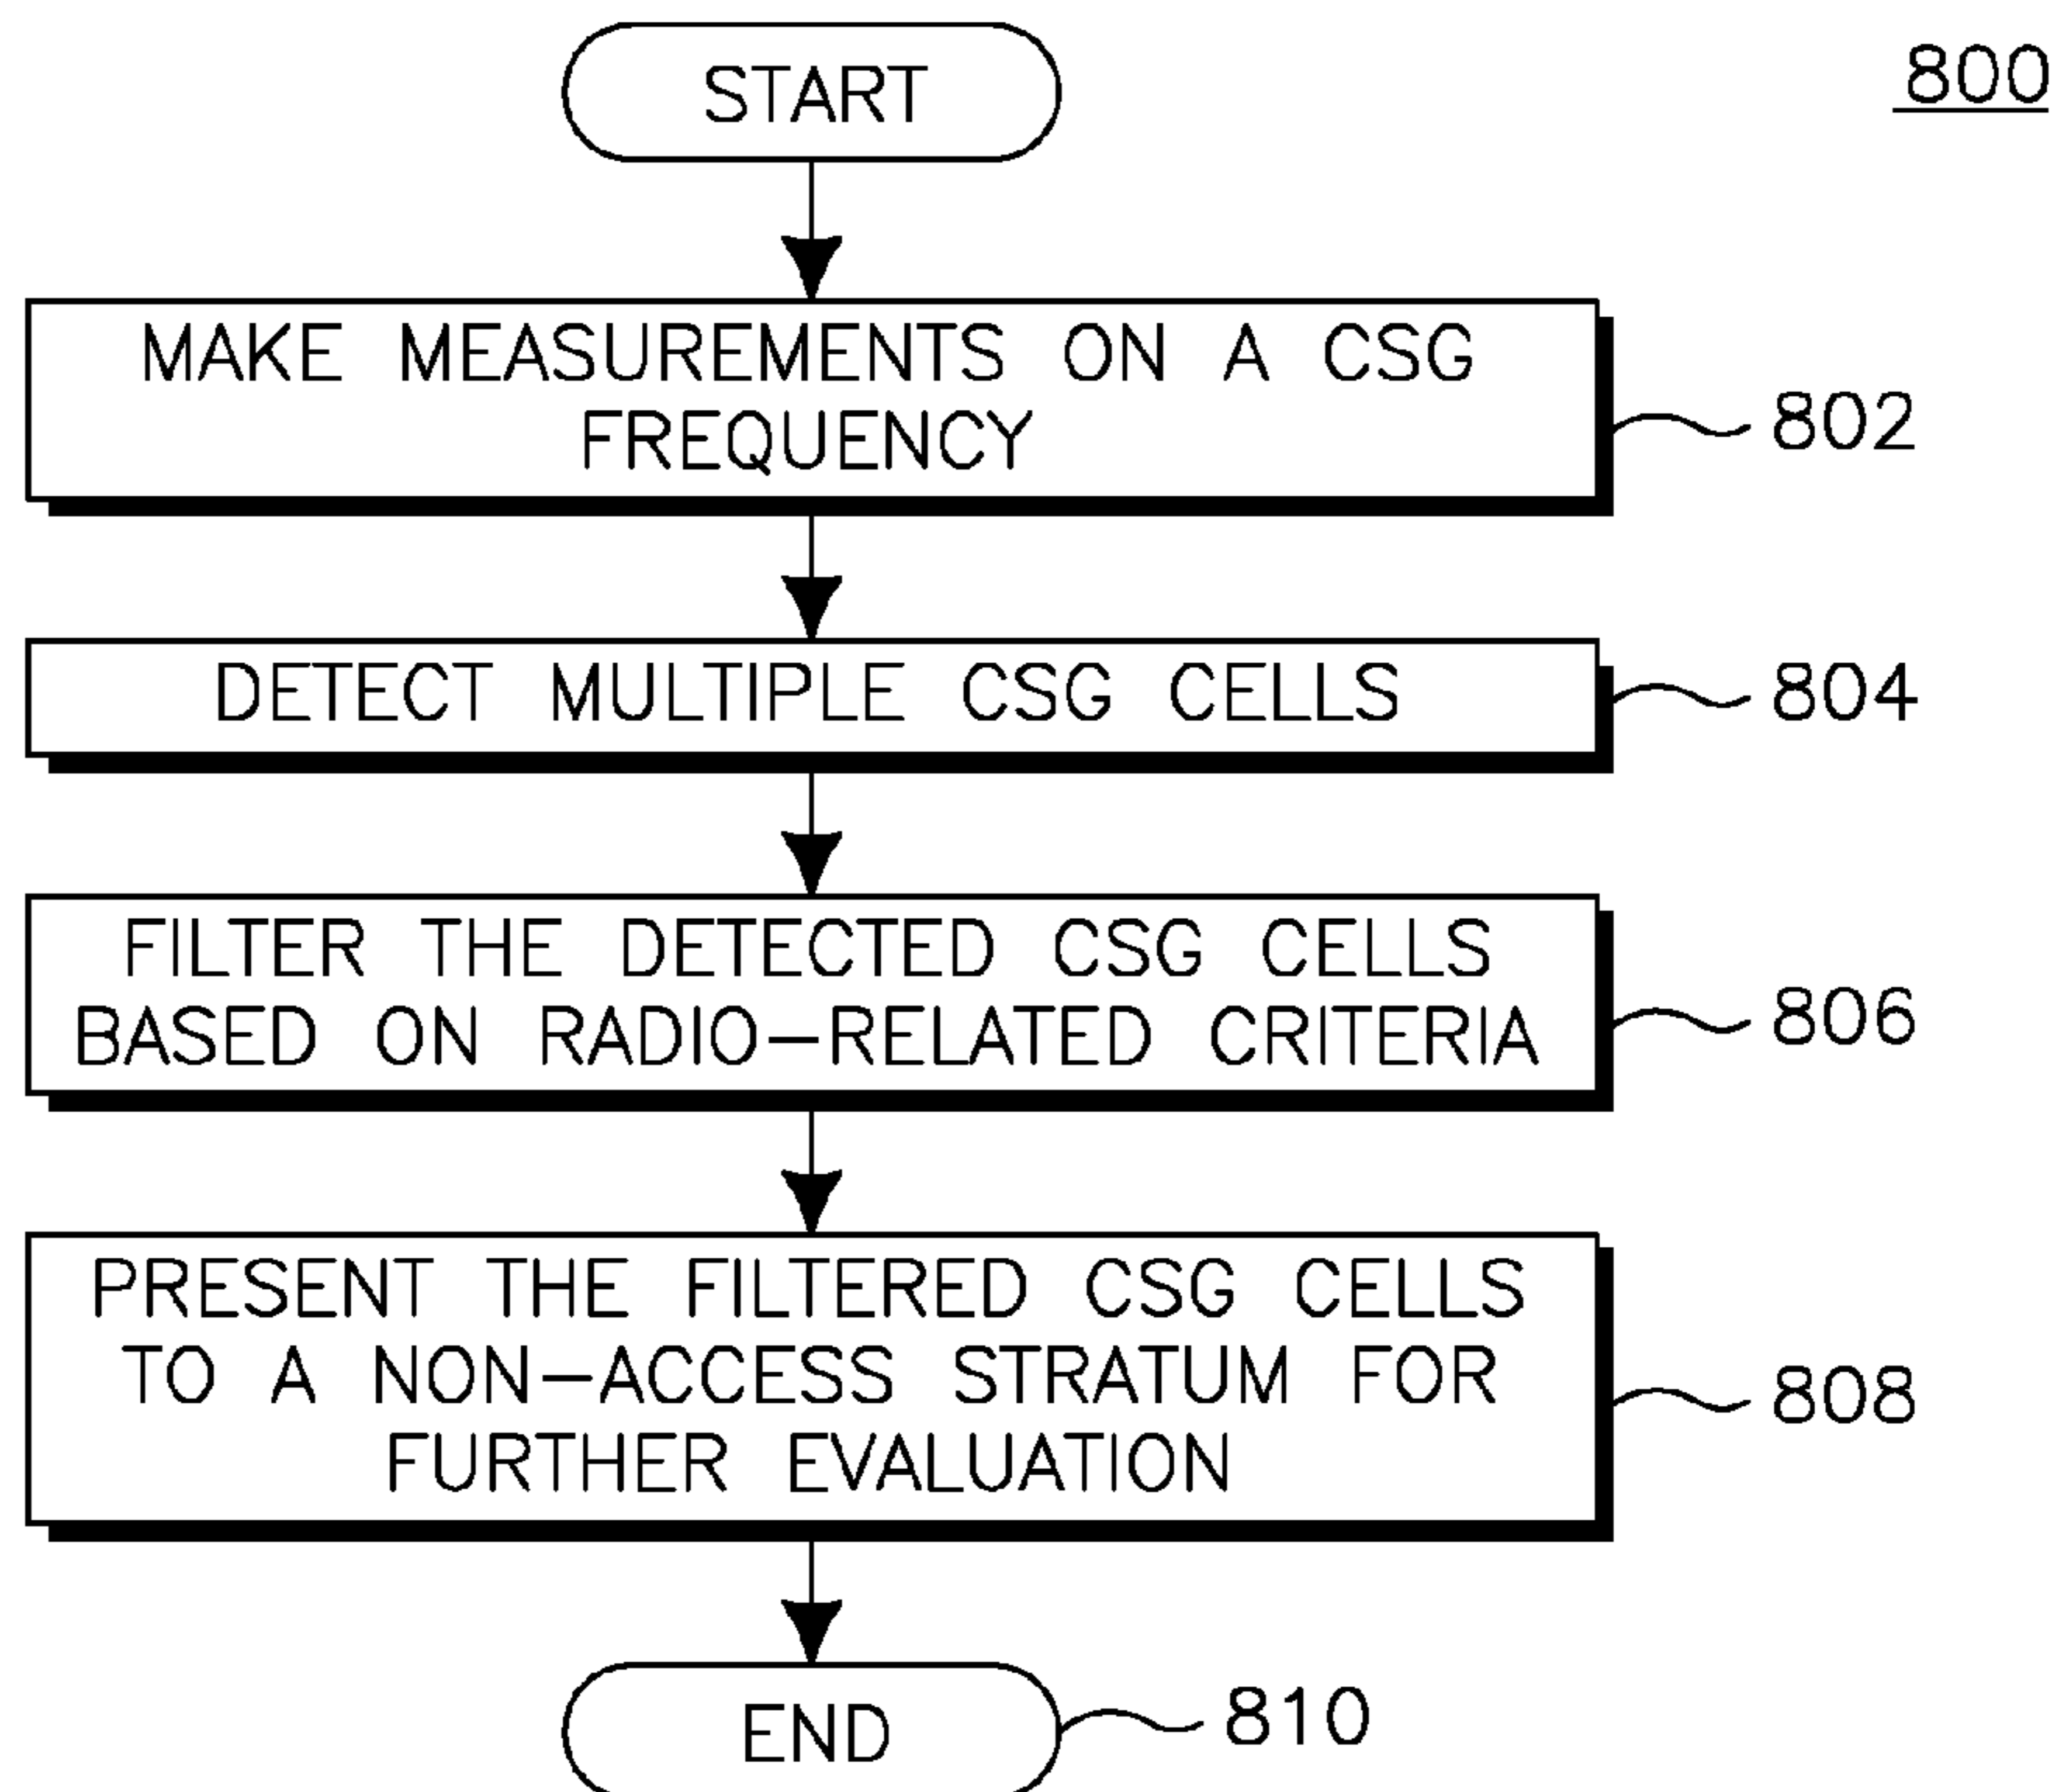 START
800
MAKE MEASUREMENTS ON A CSG
FREQUENCY
802
DETECT MULTIPLE CSG CELLS
804
FILTER THE DETECTED CSG CELLS
BASED ON RADIO-RELATED CRITERIA
806
PRESENT THE FILTERED CSG CELLS
TO A NON-ACCESS STRATUM FOR
FURTHER EVALUATION
808
END
810